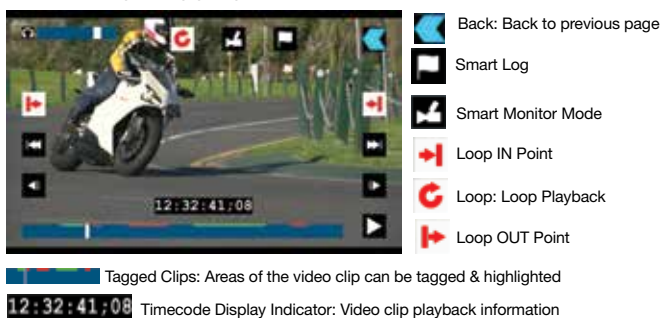 Back: Back to previous page
Smart Log
Smart Monitor Mode
Loop IN Point
Loop: Loop Playback
12:32:41;08
Loop OUT Point
Tagged Clips: Areas of the video clip can be tagged & highlighted
12:32:41;08 Timecode Display Indicator: Video clip playback information